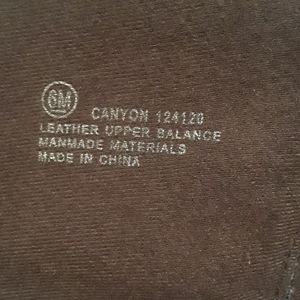 6M
CANYON 124120
LEATHER UPPER BALANCE
MANMADE MATERIALS
MADE IN CHINA